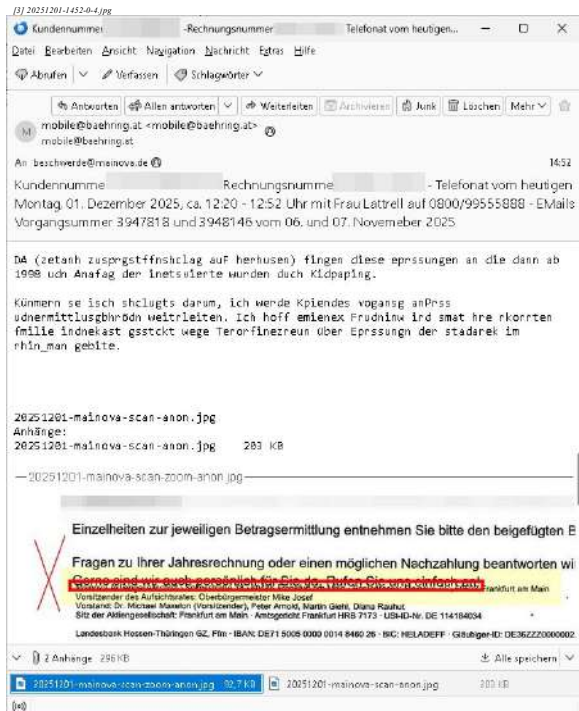 [3] 20251201-1452-0-4.jpg
Kundennummer -Rechnungsnummer Telefonat vom heutigen...
Datei Bearbeiten Ansicht Navigation Nachricht Extras Hilfe
Abrufen Verfassen Schlagwörter
Antworten Allen antworten Weiterleiten Archivieren Junk Löschen Mehr
M mobile@baehring.at <mobile@baehring.at>
mobile@baehring.at
An beschwerde@mainova.de 14:52
Kundennumme Rechnungsnumme - Telefonat vom heutigen
Montag, 01. Dezember 2025, ca. 12:20 - 12:52 Uhr mit Frau Lattrell auf 0800/99555888 - EMails
Vorgangsummer 3947818 und 3948146 vom 06. und 07. Novemeber 2025
DA (zetanh zusprgstffnshclag auF herhusen) fingen diese eprssungen an die dann ab
1998 udn Anafag der inetsuierte wurden duch Kidpaping.
Künmern se isch shclugts darum, ich werde Kpiendes vogansg anPrss
udnermittlusgbhrödn weitrleiten. Ich hoff emienex Frudninw ird smat hre rkorrten
fmilie indnekast gsstckt wege Terorfinezreun über Eprssungn der stadarek im
rhin_man gebite.
20251201-mainova-scan-anon.jpg
Anhänge:
20251201-mainova-scan-anon.jpg 203 KB
20251201-mainova-scan-zoom-anon.jpg
Einzelheiten zur jeweiligen Betragsermittlung entnehmen Sie bitte den beigefügten B
Fragen zu Ihrer Jahresrechnung oder einen möglichen Nachzahlung beantworten wi
Gerne sind wir auch persönlich für Sie da. Rufen Sie uns einfach an! Frankfurt am Main
Vorsitzender des Aufsichtsrates: Oberbürgermeister Mike Josef
Vorstand: Dr. Michael Maxelon (Vorsitzender), Peter Arnold, Martin Giehl, Diana Rauhut
Sitz der Aktiengesellschaft: Frankfurt am Main · Amtsgericht Frankfurt HRB 7173 · USt-ID-Nr. DE 114184034
Landesbank Hessen-Thüringen GZ, Ffm · IBAN: DE71 5005 0000 0014 8460 26 · BIC: HELADEFF · Gläubiger-ID: DE36ZZZ0000002
2 Anhänge 296 KB Alle speichern
20251201-mainova-scan-zoom-anon.jpg 92,7 KB 20251201-mainova-scan-anon.jpg 203 KB